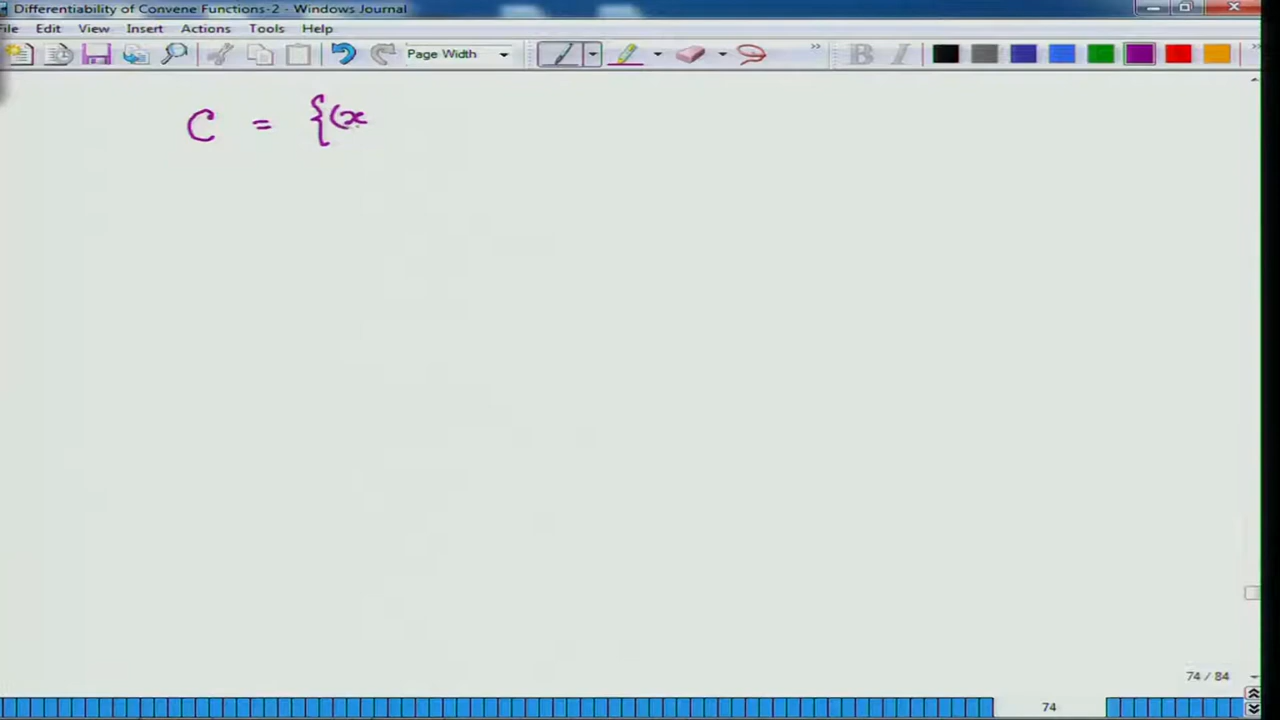 Differentiability of Convene Functions-2 - Windows Journal
File Edit View Insert Actions Tools Help
Page Width
B I
C = {(x
74 / 84
74